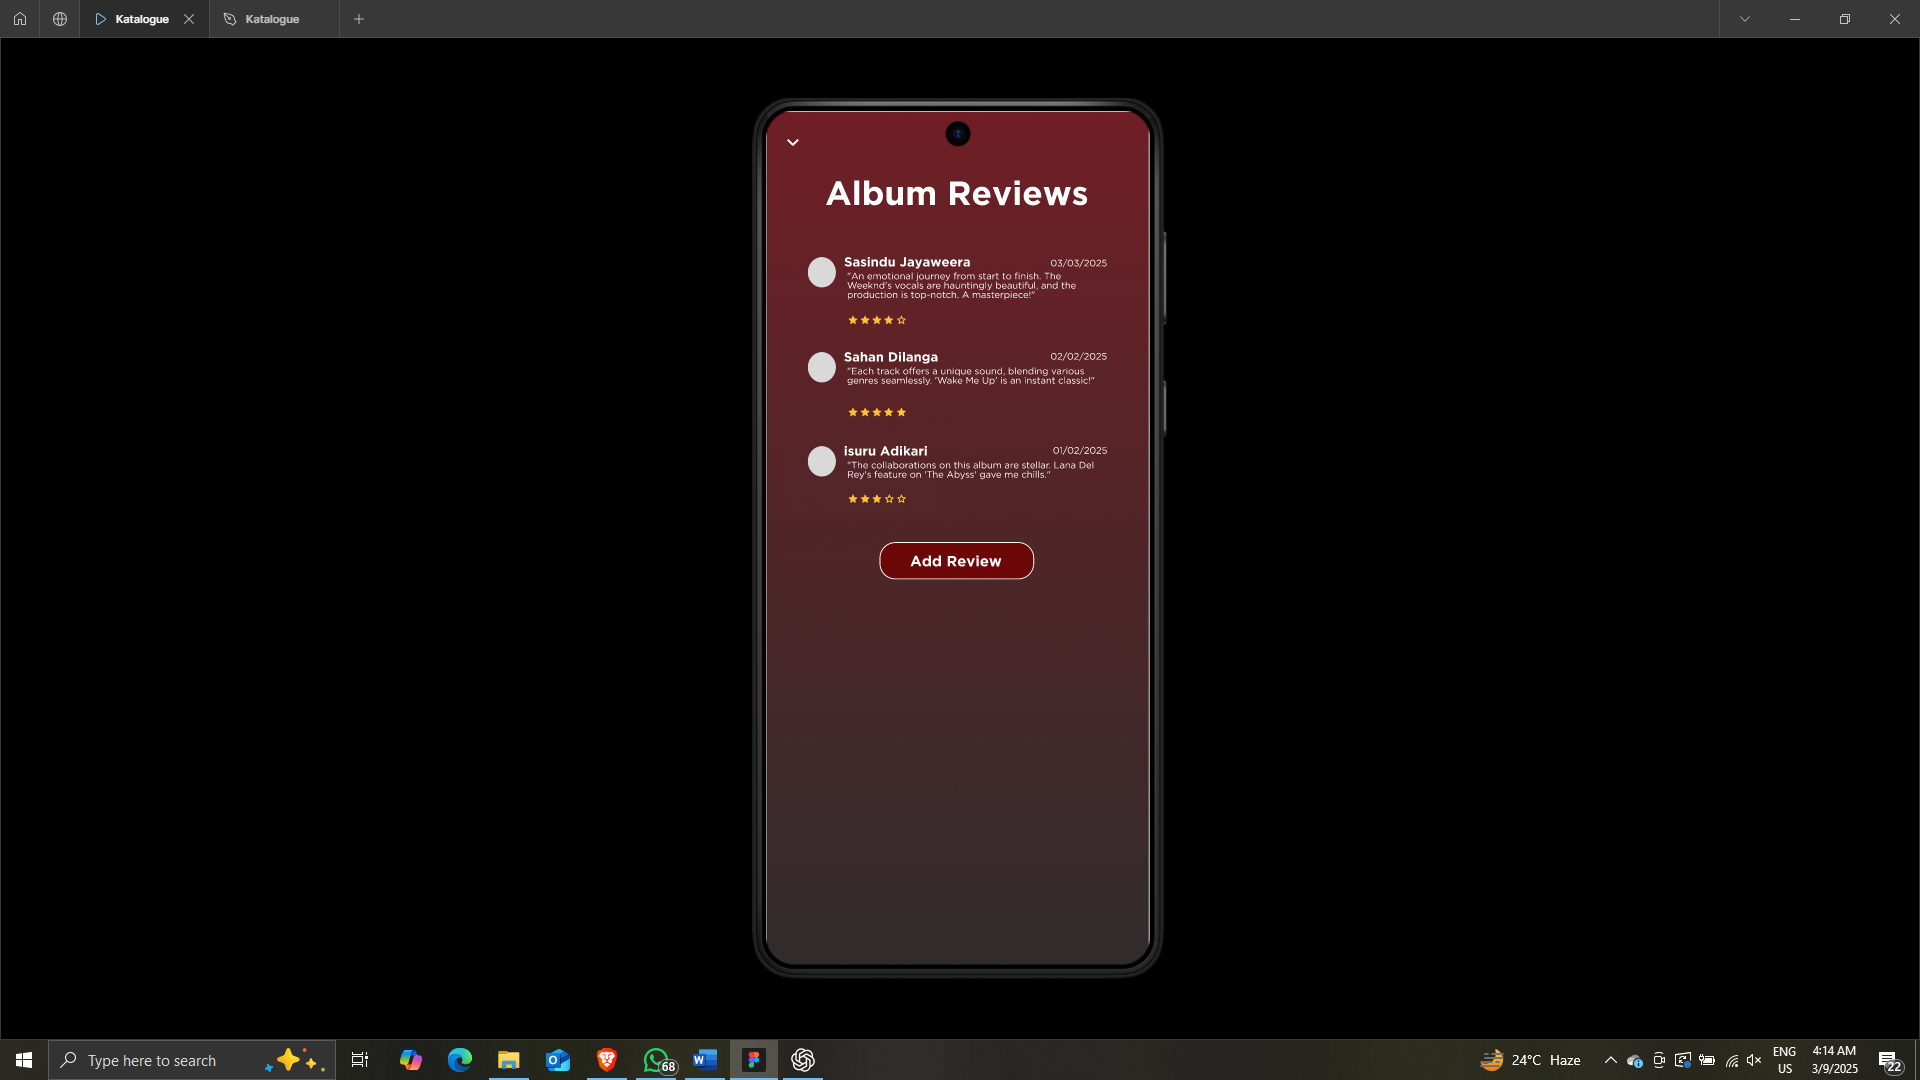 Katalogue
Katalogue
Album Reviews
Sasindu Jayaweera
03/03/2025
"An emotional journey from start to finish. The
Weeknd's vocals are hauntingly beautiful, and the
production is top-notch. A masterpiece!"
Sahan Dilanga
02/02/2025
"Each track offers a unique sound, blending various
genres seamlessly. 'Wake Me Up' is an instant classic!"
isuru Adikari
01/02/2025
"The collaborations on this album are stellar. Lana Del
Rey's feature on 'The Abyss' gave me chills."
Add Review
Type here to search
68
24°C Haze
ENG
US
4:14 AM
3/9/2025
22